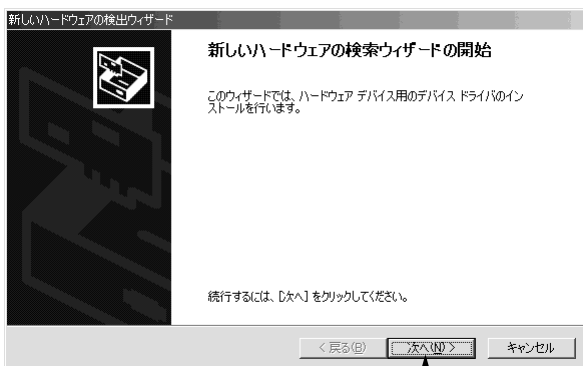 新しいハードウェアの検出ウィザード
新しいハードウェアの検索ウィザードの開始
このウィザードでは、ハードウェア デバイス用のデバイス ドライバのイン
ストールを行います。
続行するには、[次へ] をクリックしてください。
< 戻る(B)
次へ(N) >
キャンセル